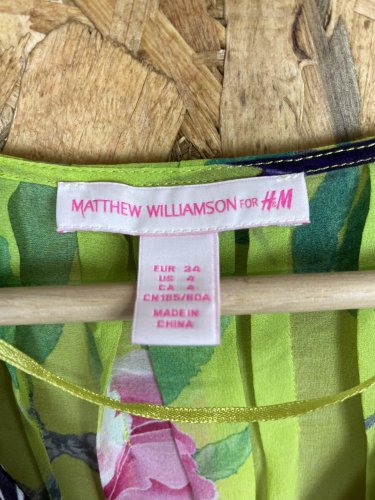 MATTHEW WILLIAMSON FOR H&M
EUR 34
US 4
CA 4
CN165/80A
MADE IN
CHINA